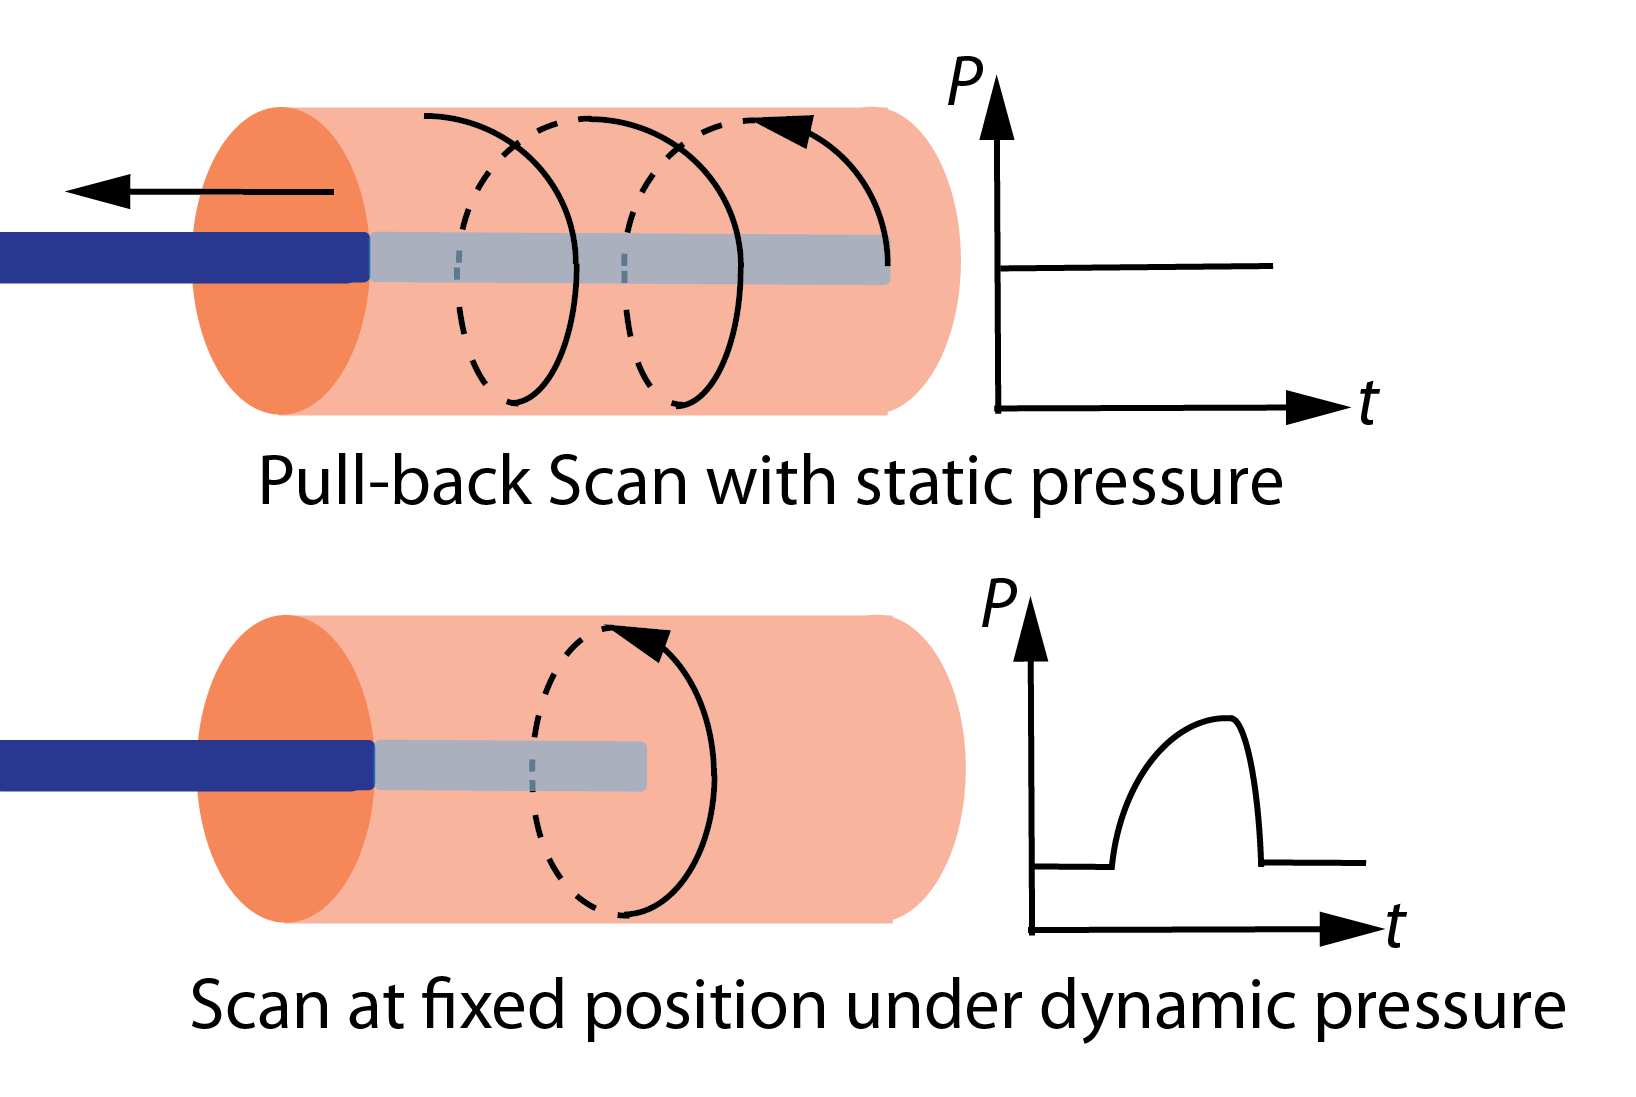 P
t
Pull-back Scan with static pressure
P
t
Scan at fixed position under dynamic pressure